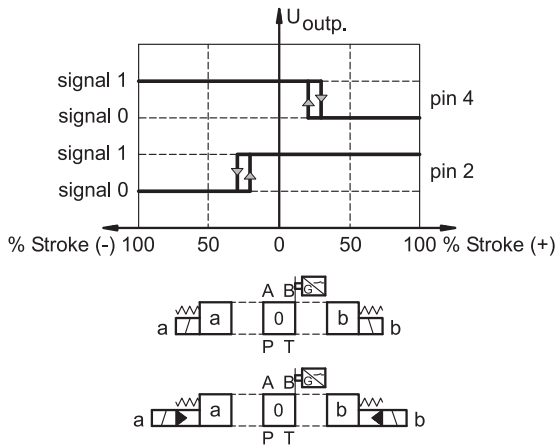 U outp.
signal 1
signal 0
pin 4
signal 1
signal 0
pin 2
% Stroke (-) 100 50 0 50 100 % Stroke (+)
A B G
a a 0 b b
P T
A B G
a a 0 b b
P T